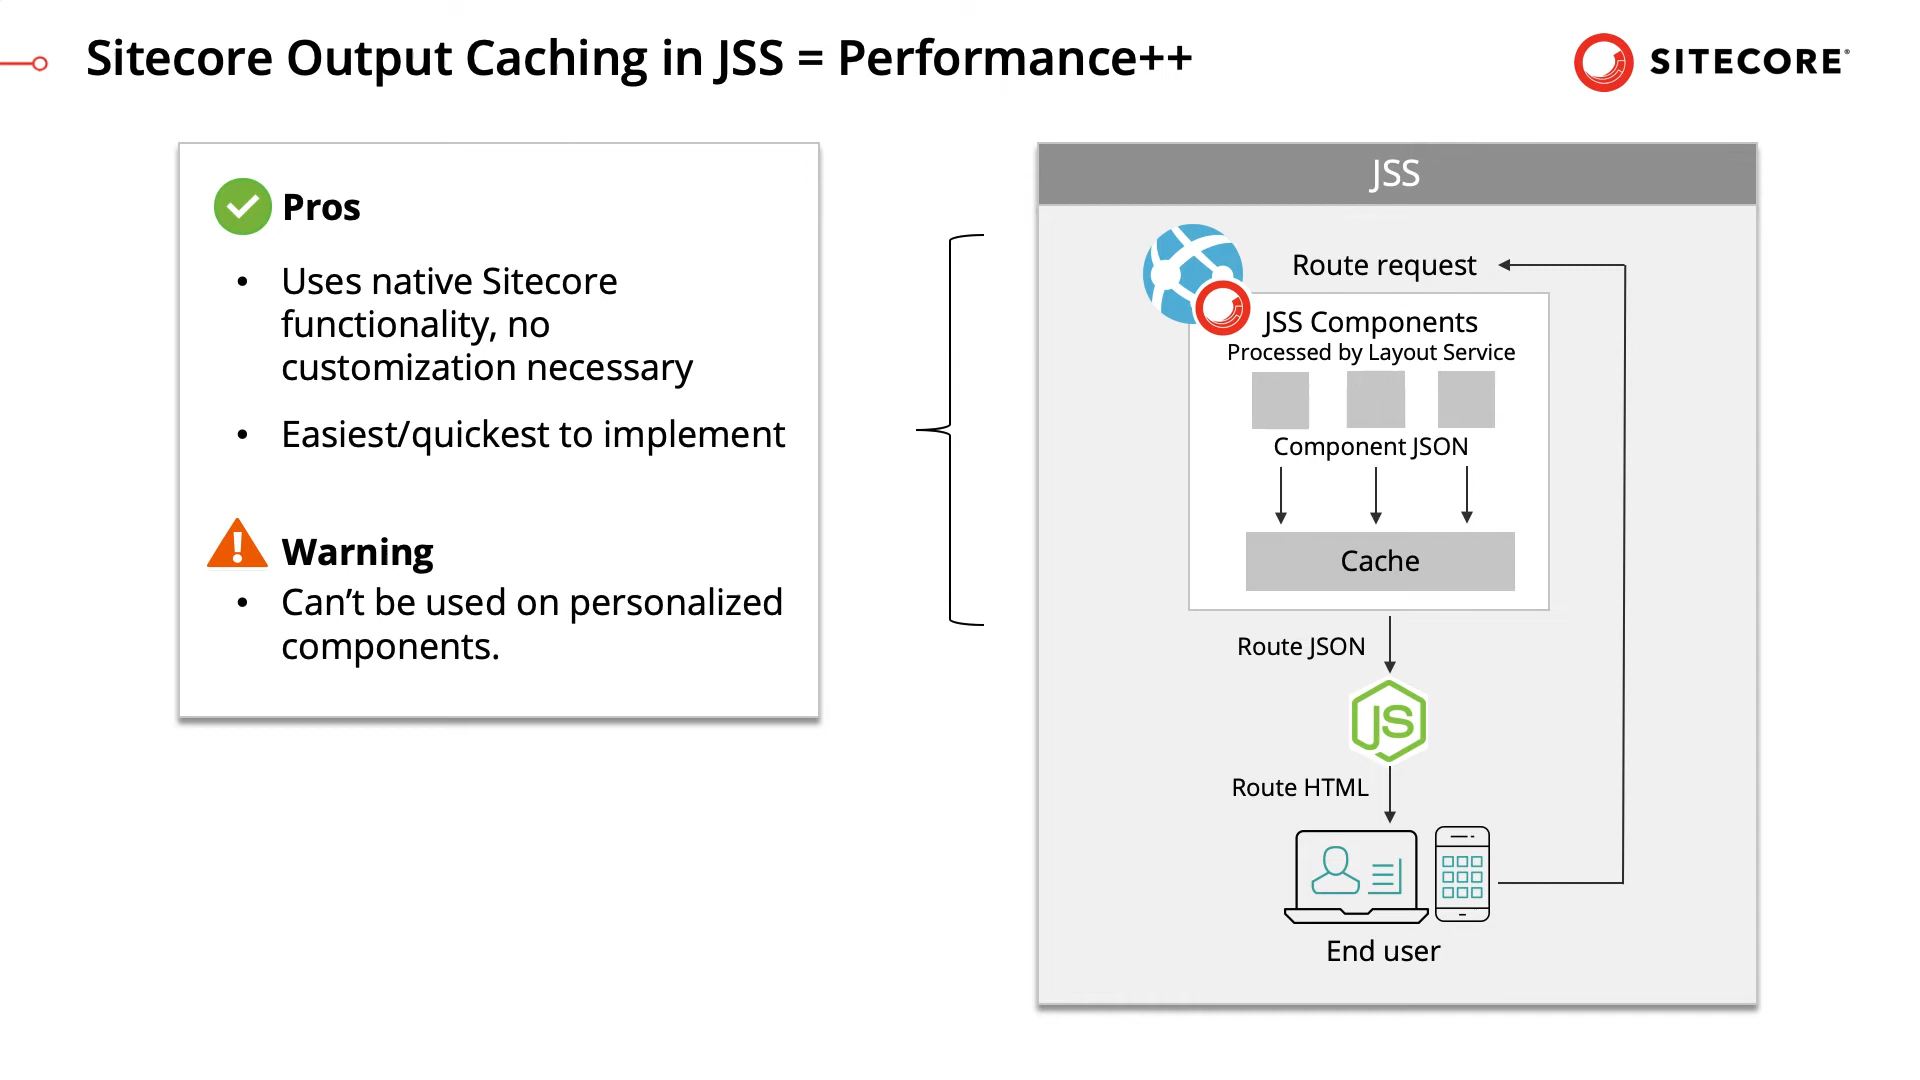 Sitecore Output Caching in JSS = Performance++
SITECORE®
Pros
• Uses native Sitecore
functionality, no
customization necessary
• Easiest/quickest to implement
Warning
• Can’t be used on personalized
components.
JSS
Route request
JSS Components
Processed by Layout Service
Component JSON
Cache
Route JSON
JS
Route HTML
End user